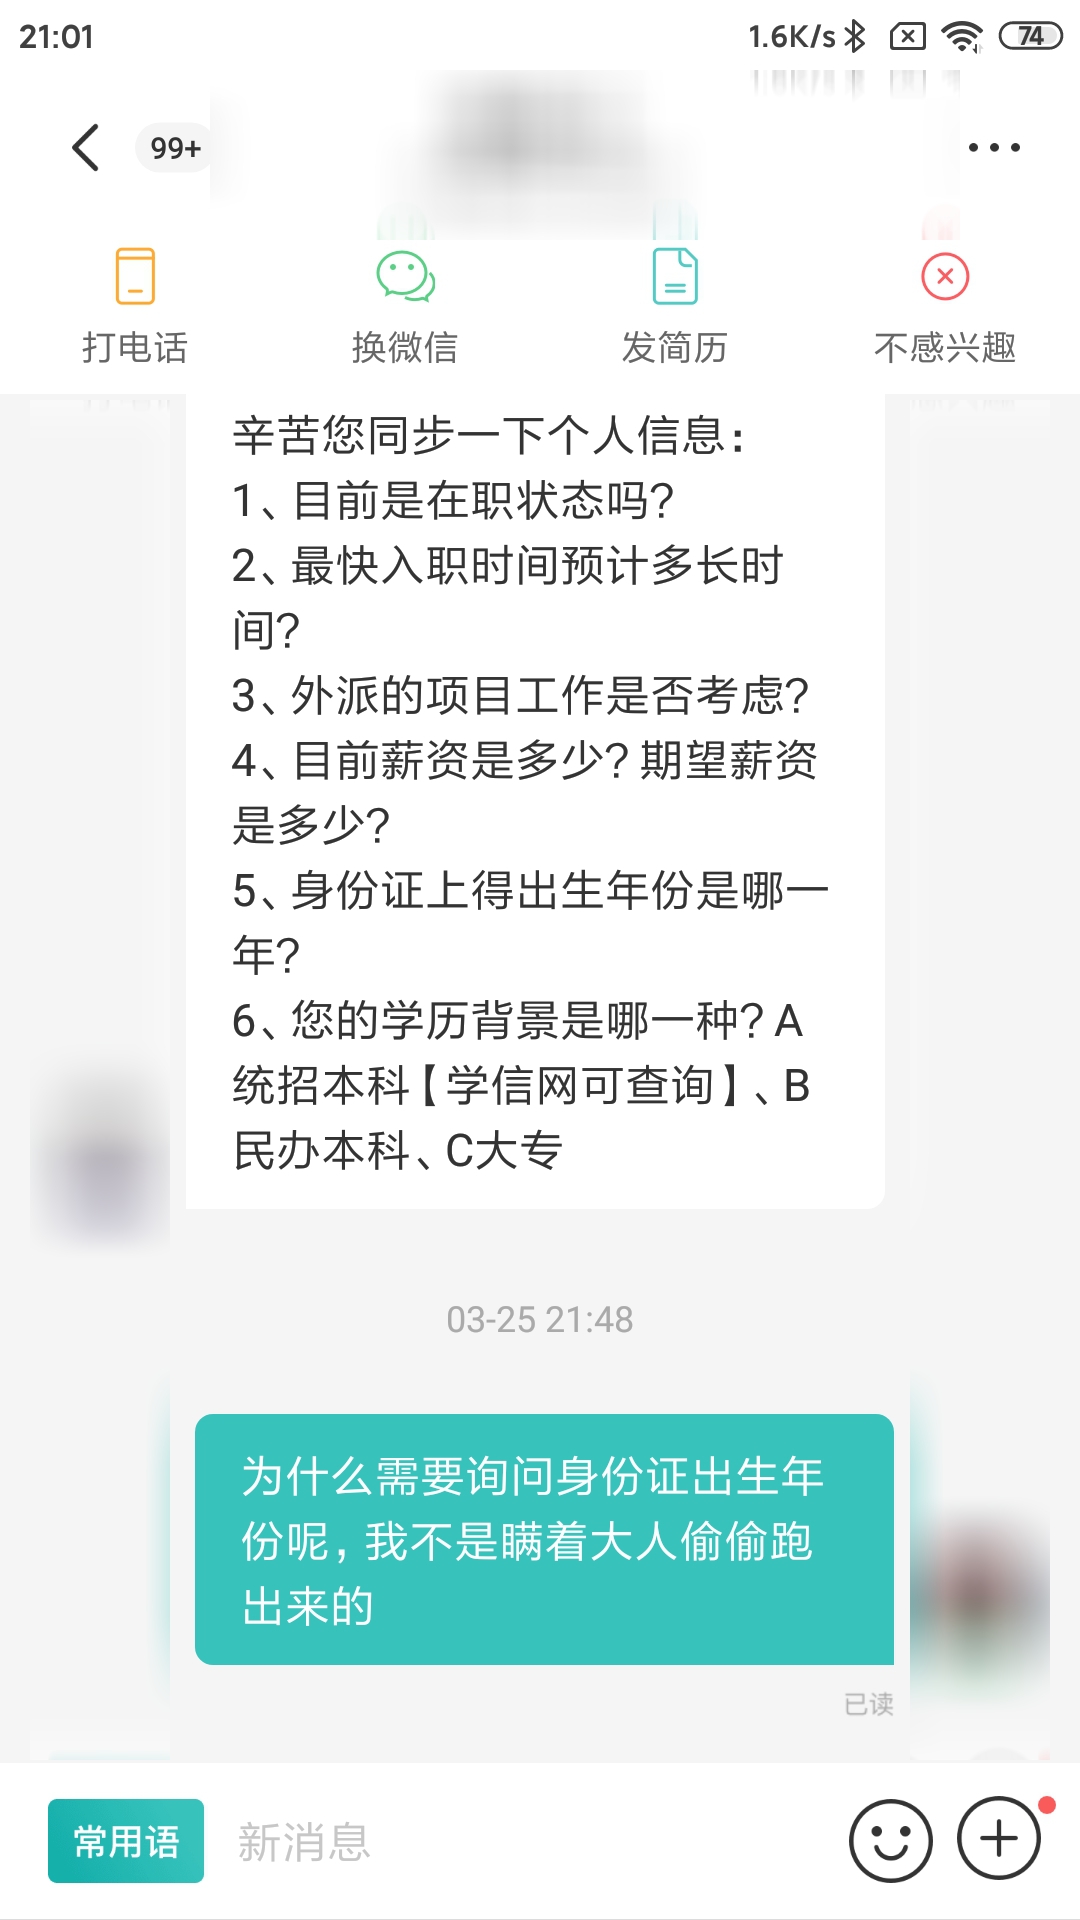 21:01 1.6K/s 74
99+
打电话 换微信 发简历 不感兴趣
辛苦您同步一下个人信息：
1、目前是在职状态吗？
2、最快入职时间预计多长时
间？
3、外派的项目工作是否考虑？
4、目前薪资是多少？期望薪资
是多少？
5、身份证上得出生年份是哪一
年？
6、您的学历背景是哪一种？A
统招本科【学信网可查询】、B
民办本科、C大专
03-25 21:48
为什么需要询问身份证出生年
份呢，我不是瞒着大人偷偷跑
出来的
已读
常用语 新消息